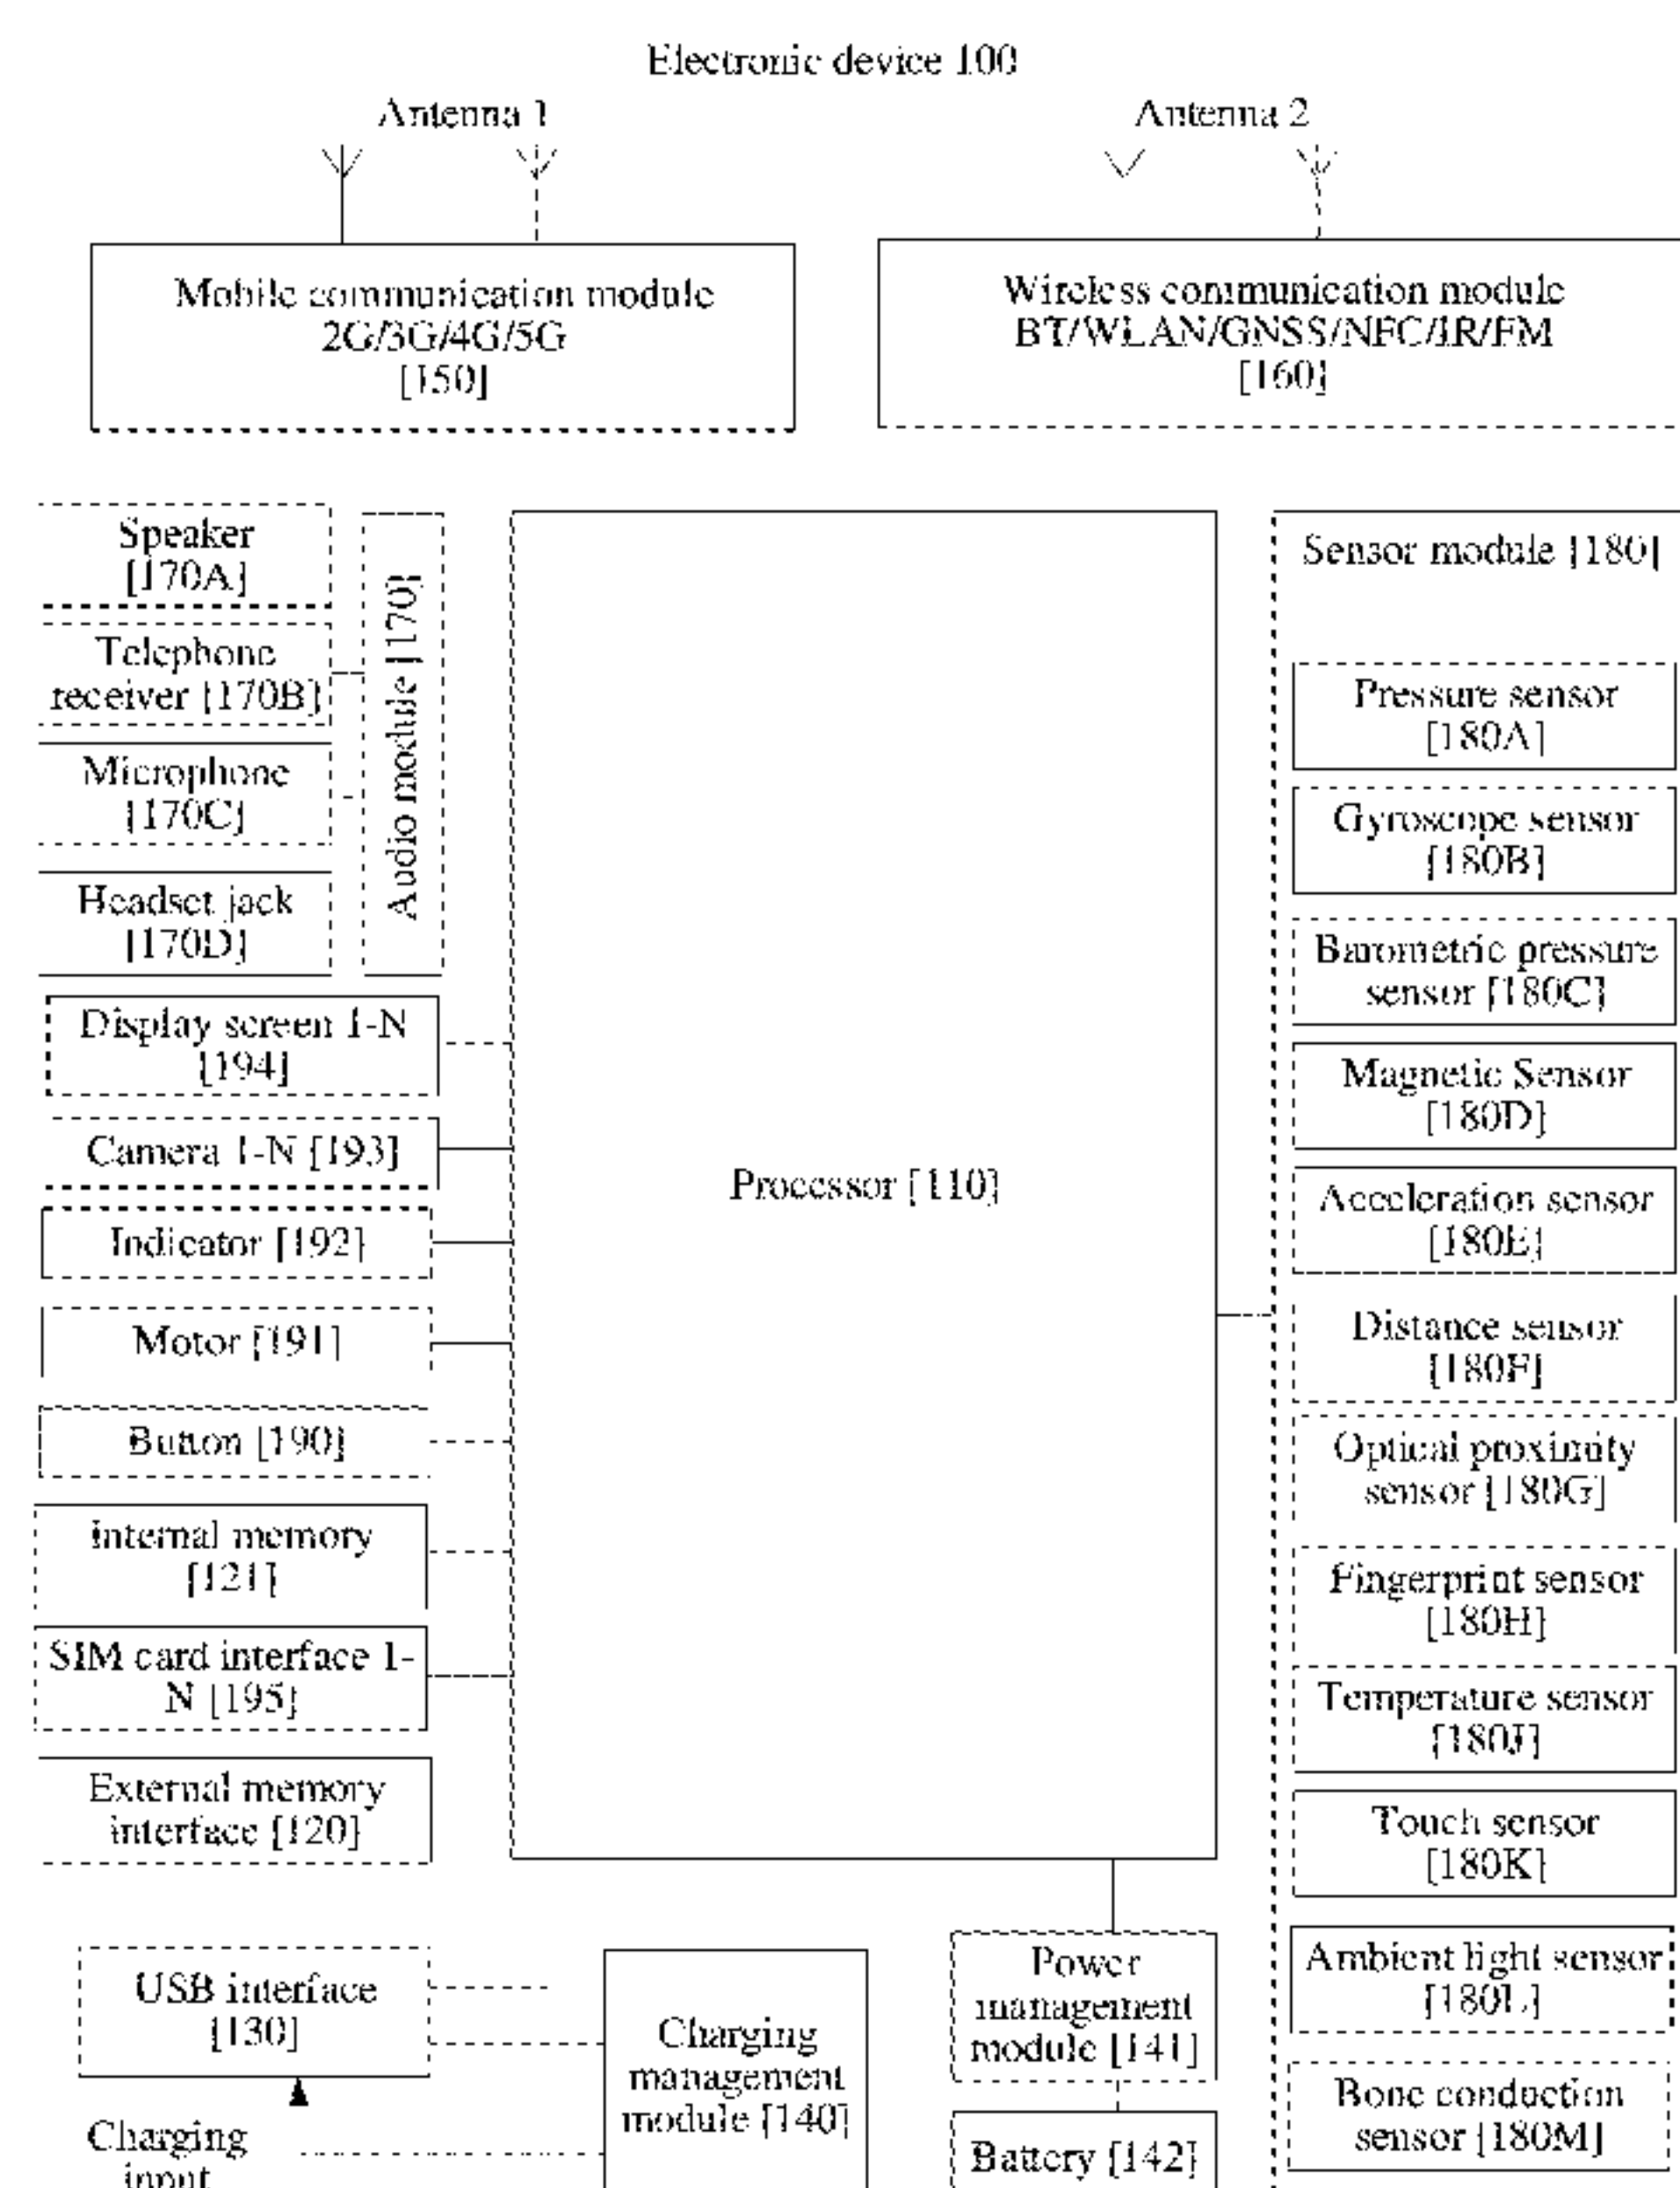 Electronic device 100
Antenna 1
Antenna 2
Mobile communication module
2G/3G/4G/5G
[150]
Wireless communication module
BT/WLAN/GNSS/NFC/IR/FM
[160]
Speaker
[170A]
Telephone
receiver [170B]
Microphone
[170C]
Headset jack
[170D]
Audio module [170]
Display screen 1-N
[194]
Camera 1-N [193]
Indicator [192]
Motor [191]
Button [190]
Internal memory
[121]
SIM card interface 1-
N [195]
External memory
interface [120]
Processor [110]
Sensor module [180]
Pressure sensor
[180A]
Gyroscope sensor
[180B]
Barometric pressure
sensor [180C]
Magnetic Sensor
[180D]
Acceleration sensor
[180E]
Distance sensor
[180F]
Optical proximity
sensor [180G]
Fingerprint sensor
[180H]
Temperature sensor
[180J]
Touch sensor
[180K]
Ambient light sensor
[180L]
Bone conduction
sensor [180M]
USB interface
[130]
Charging
input
Charging
management
module [140]
Power
management
module [141]
Battery [142]